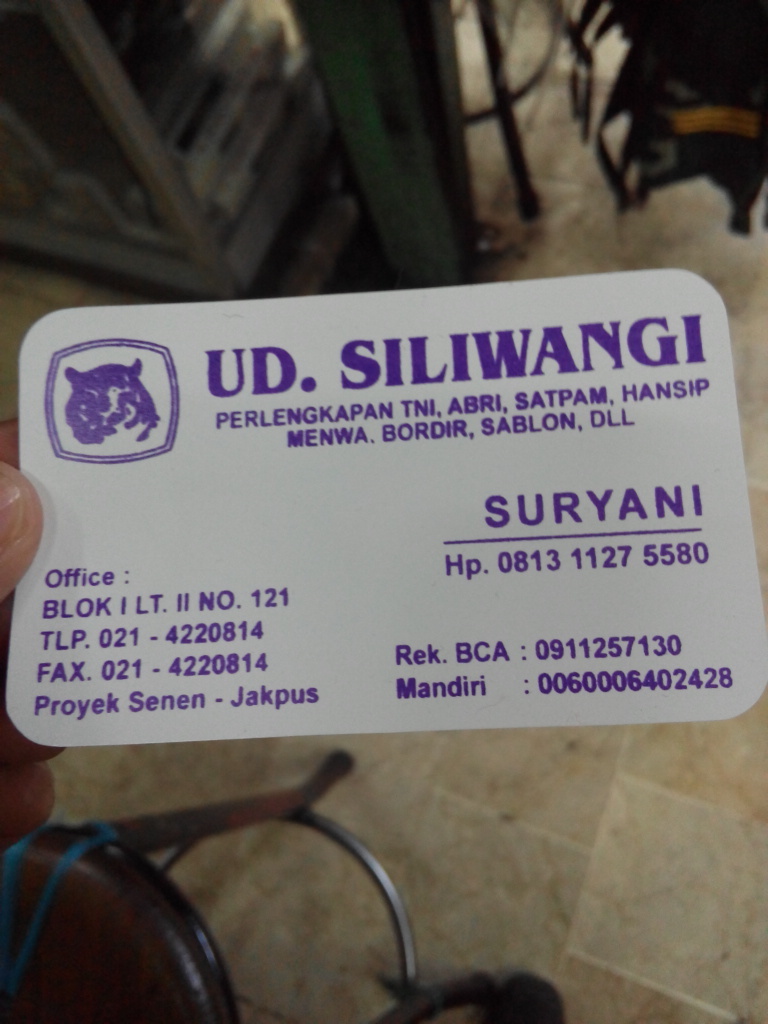 UD. SILIWANGI
PERLENGKAPAN TNI, ABRI, SATPAM, HANSIP
MENWA. BORDIR, SABLON, DLL
SURYANI
Hp. 0813 1127 5580
Office :
BLOK I LT. II NO. 121
TLP. 021 - 4220814
FAX. 021 - 4220814
Proyek Senen - Jakpus
Rek. BCA : 0911257130
Mandiri : 0060006402428